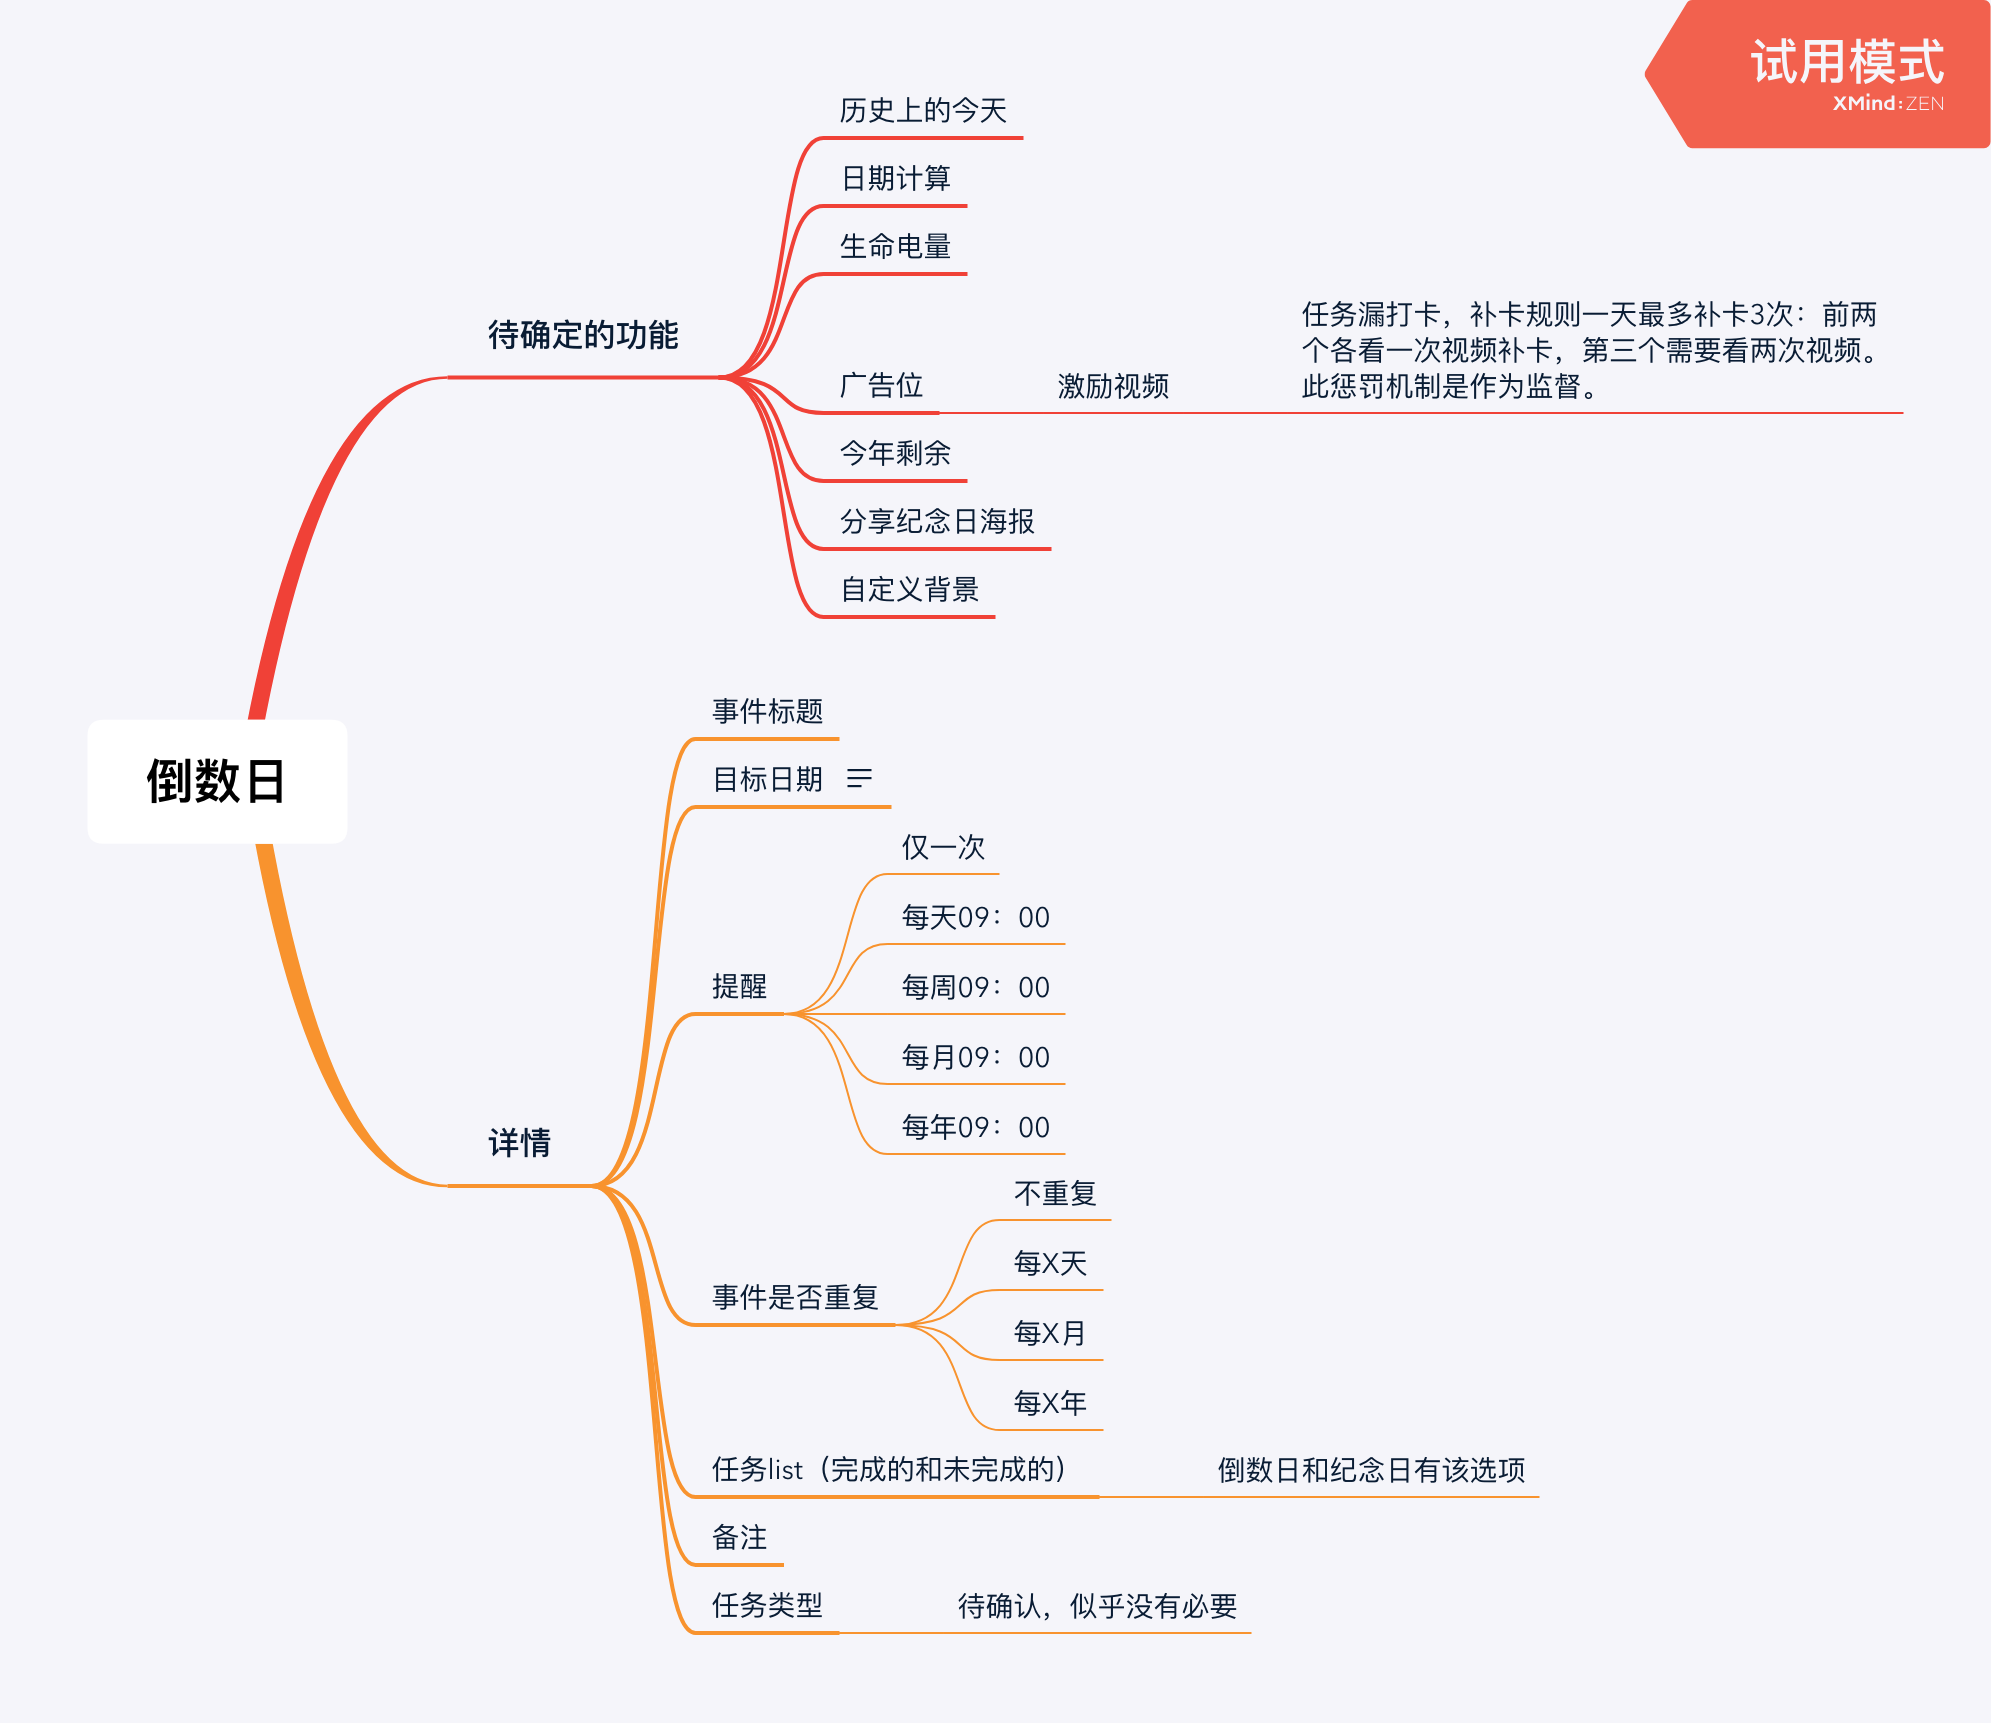 试用模式
XMind:ZEN
历史上的今天
日期计算
生命电量
待确定的功能
任务漏打卡，补卡规则一天最多补卡3次：前两
个各看一次视频补卡，第三个需要看两次视频。
此惩罚机制是作为监督。
广告位
激励视频
今年剩余
分享纪念日海报
自定义背景
倒数日
事件标题
目标日期
仅一次
每天09：00
提醒
每周09：00
每月09：00
每年09：00
详情
不重复
每X天
事件是否重复
每X月
每X年
任务list（完成的和未完成的）
倒数日和纪念日有该选项
备注
任务类型
待确认，似乎没有必要